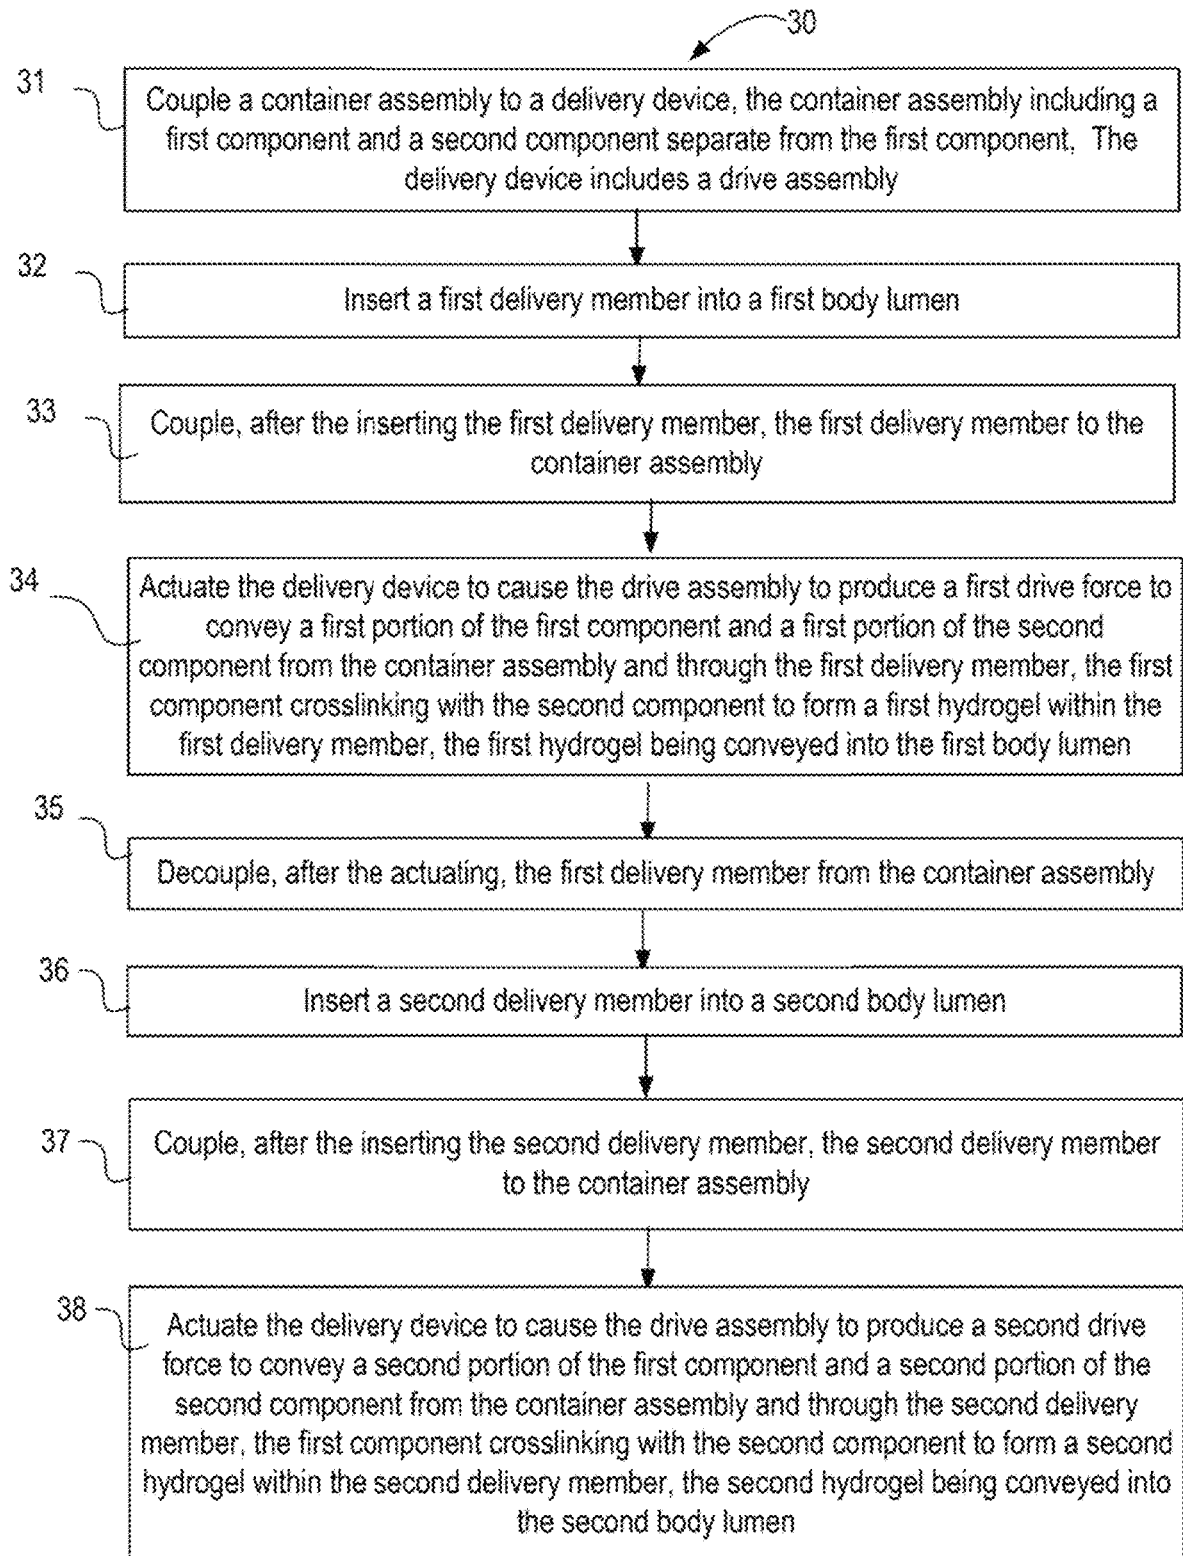 30
31
Couple a container assembly to a delivery device, the container assembly including a
first component and a second component separate from the first component. The
delivery device includes a drive assembly
32
Insert a first delivery member into a first body lumen
33
Couple, after the inserting the first delivery member, the first delivery member to the
container assembly
34
Actuate the delivery device to cause the drive assembly to produce a first drive force to
convey a first portion of the first component and a first portion of the second
component from the container assembly and through the first delivery member, the first
component crosslinking with the second component to form a first hydrogel within the
first delivery member, the first hydrogel being conveyed into the first body lumen
35
Decouple, after the actuating, the first delivery member from the container assembly
36
Insert a second delivery member into a second body lumen
37
Couple, after the inserting the second delivery member, the second delivery member
to the container assembly
38
Actuate the delivery device to cause the drive assembly to produce a second drive
force to convey a second portion of the first component and a second portion of the
second component from the container assembly and through the second delivery
member, the first component crosslinking with the second component to form a second
hydrogel within the second delivery member, the second hydrogel being conveyed into
the second body lumen